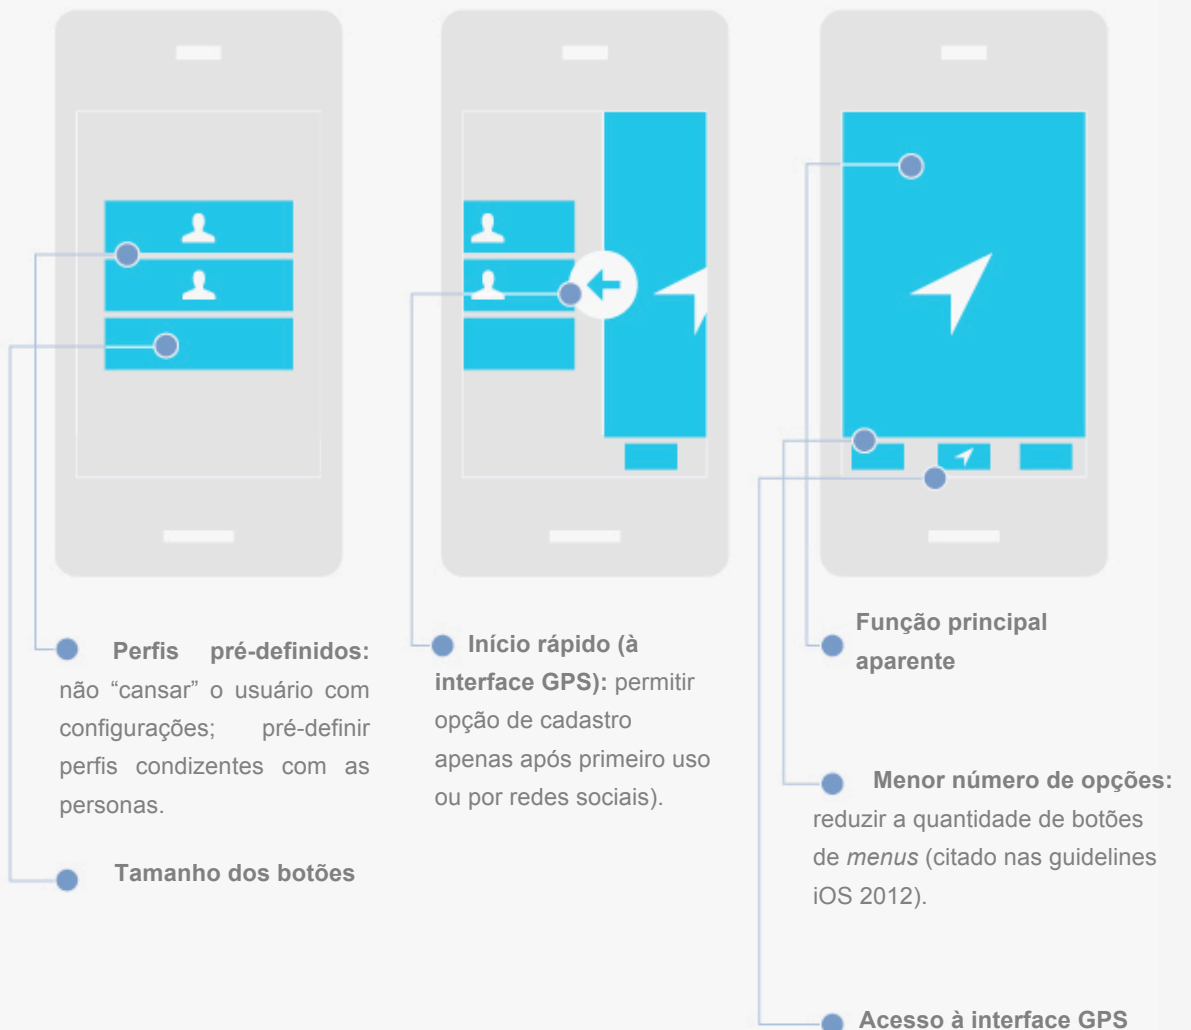 Perfis pré-definidos:
não “cansar” o usuário com
configurações; pré-definir
perfis condizentes com as
personas.
Tamanho dos botões
Início rápido (à
interface GPS): permitir
opção de cadastro
apenas após primeiro uso
ou por redes sociais).
Função principal
aparente
Menor número de opções:
reduzir a quantidade de botões
de menus (citado nas guidelines
iOS 2012).
Acesso à interface GPS